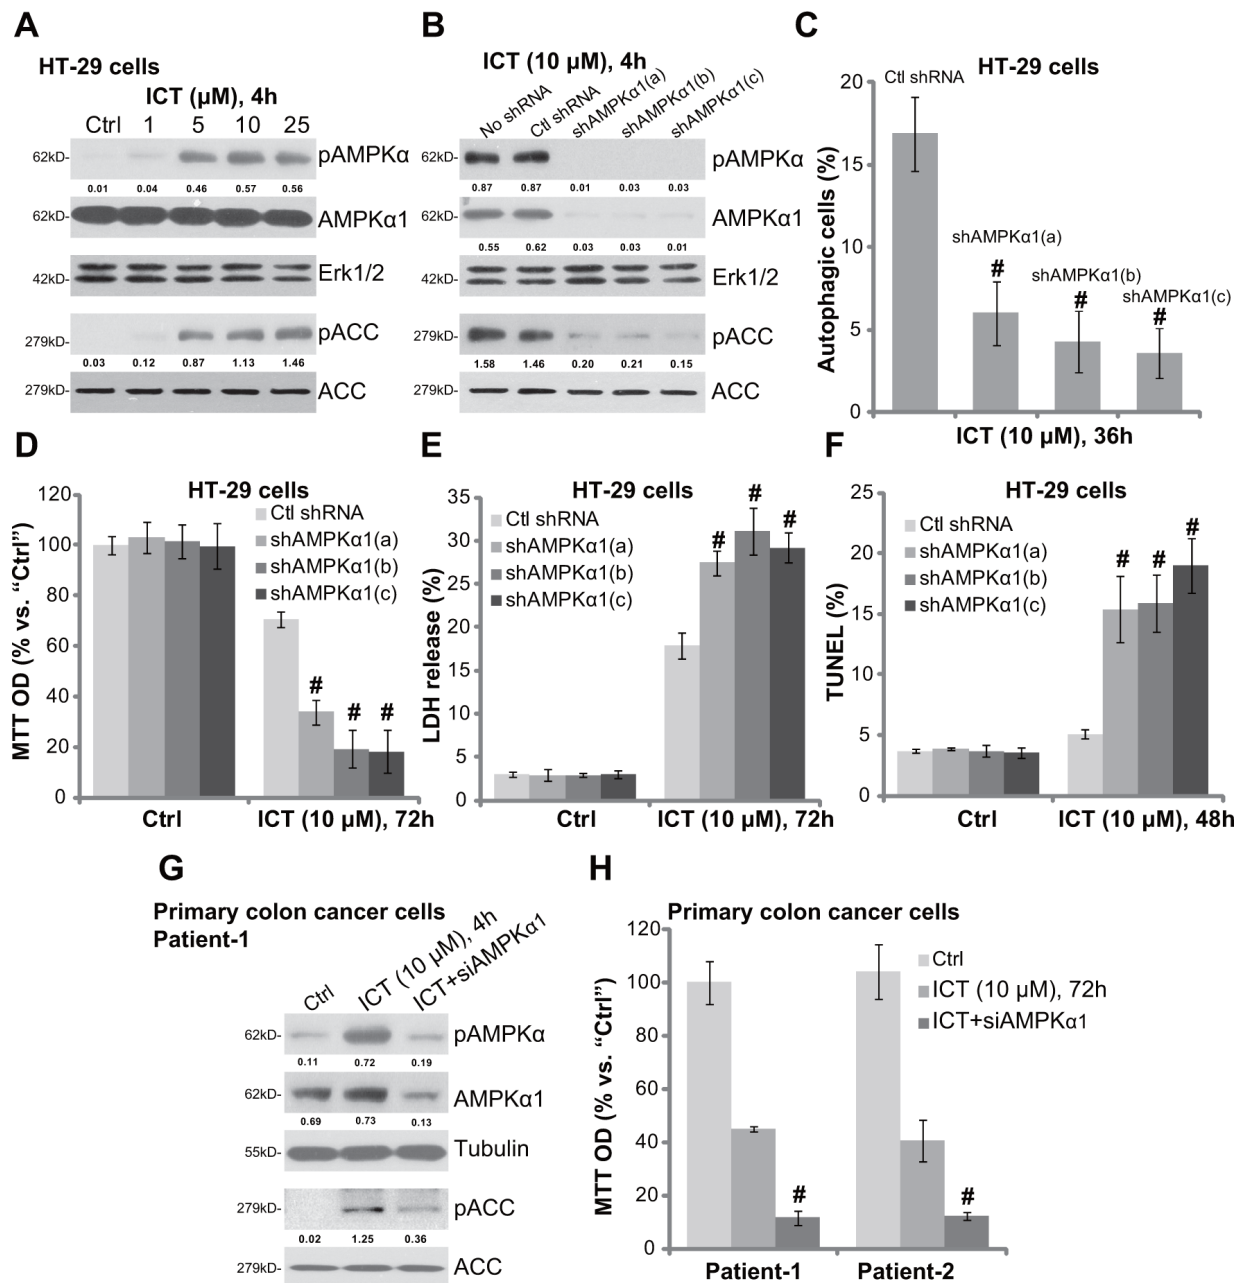 A
HT-29 cells
ICT (µM), 4h
Ctrl 1 5 10 25
62kD- pAMPKα
0.01 0.04 0.46 0.57 0.56
62kD- AMPKα1
42kD- Erk1/2
279kD- pACC
0.03 0.12 0.87 1.13 1.46
279kD- ACC
B
ICT (10 µM), 4h
No shRNA Ctl shRNA shAMPKα1(a) shAMPKα1(b) shAMPKα1(c)
62kD- pAMPKα
0.87 0.87 0.01 0.03 0.03
62kD- AMPKα1
0.55 0.62 0.03 0.03 0.01
42kD- Erk1/2
279kD- pACC
1.58 1.46 0.20 0.21 0.15
279kD- ACC
C
HT-29 cells
Autophagic cells (%)
20
15
10
5
0
Ctl shRNA
shAMPKα1(a)
#
shAMPKα1(b)
#
shAMPKα1(c)
#
ICT (10 µM), 36h
D
HT-29 cells
MTT OD (% vs. “Ctrl”)
120
100
80
60
40
20
0
Ctl shRNA
shAMPKα1(a)
shAMPKα1(b)
shAMPKα1(c)
# # #
Ctrl ICT (10 µM), 72h
E
HT-29 cells
LDH release (%)
35
30
25
20
15
10
5
0
Ctl shRNA
shAMPKα1(a)
shAMPKα1(b)
shAMPKα1(c)
# # #
Ctrl ICT (10 µM), 72h
F
HT-29 cells
TUNEL (%)
25
20
15
10
5
0
Ctl shRNA
shAMPKα1(a)
shAMPKα1(b)
shAMPKα1(c)
# # #
Ctrl ICT (10 µM), 48h
G
Primary colon cancer cells
Patient-1
Ctrl ICT (10 µM), 4h ICT+siAMPKα1
62kD- pAMPKα
0.11 0.72 0.19
62kD- AMPKα1
0.69 0.73 0.13
55kD- Tubulin
279kD- pACC
0.02 1.25 0.36
279kD- ACC
H
Primary colon cancer cells
MTT OD (% vs. “Ctrl”)
120
100
80
60
40
20
0
Ctrl
ICT (10 µM), 72h
ICT+siAMPKα1
# #
Patient-1 Patient-2